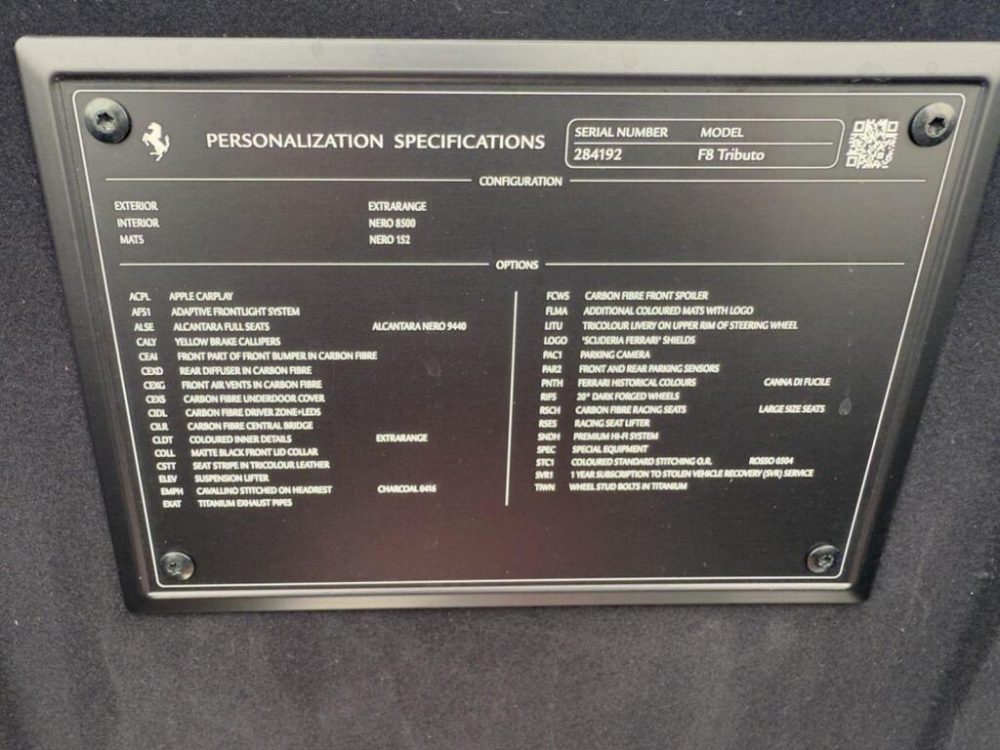 PERSONALIZATION SPECIFICATIONS
SERIAL NUMBER MODEL
284192 F8 Tributo
CONFIGURATION
EXTERIOR EXTRARANGE
INTERIOR NERO 8500
MATS NERO 152
OPTIONS
ACPL APPLE CARPLAY
AFS1 ADAPTIVE FRONTLIGHT SYSTEM
ALSE ALCANTARA FULL SEATS ALCANTARA NERO 9440
CALY YELLOW BRAKE CALLIPERS
CEAI FRONT PART OF FRONT BUMPER IN CARBON FIBRE
CEXD REAR DIFFUSER IN CARBON FIBRE
CEXG FRONT AIR VENTS IN CARBON FIBRE
CEXS CARBON FIBRE UNDERDOOR COVER
CIDL CARBON FIBRE DRIVER ZONE+LEDS
CILR CARBON FIBRE CENTRAL BRIDGE
CLDT COLOURED INNER DETAILS EXTRARANGE
COLL MATTE BLACK FRONT LID COLLAR
CSTT SEAT STRIPE IN TRICOLOUR LEATHER
ELEV SUSPENSION LIFTER
EMPH CAVALLINO STITCHED ON HEADREST CHARCOAL 0416
EXAT TITANIUM EXHAUST PIPES
FCWS CARBON FIBRE FRONT SPOILER
FLMA ADDITIONAL COLOURED MATS WITH LOGO
LITU TRICOLOUR LIVERY ON UPPER RIM OF STEERING WHEEL
LOGO 'SCUDERIA FERRARI' SHIELDS
PAC1 PARKING CAMERA
PAR2 FRONT AND REAR PARKING SENSORS
PNTH FERRARI HISTORICAL COLOURS CANNA DI FUCILE
RIFS 20" DARK FORGED WHEELS
RSCH CARBON FIBRE RACING SEATS LARGE SIZE SEATS
RSES RACING SEAT LIFTER
SNDH PREMIUM HI-FI SYSTEM
SPEC SPECIAL EQUIPMENT
STC1 COLOURED STANDARD STITCHING O.R. ROSSO 0504
SVR1 1 YEAR SUBSCRIPTION TO STOLEN VEHICLE RECOVERY (SVR) SERVICE
TIWN WHEEL STUD BOLTS IN TITANIUM